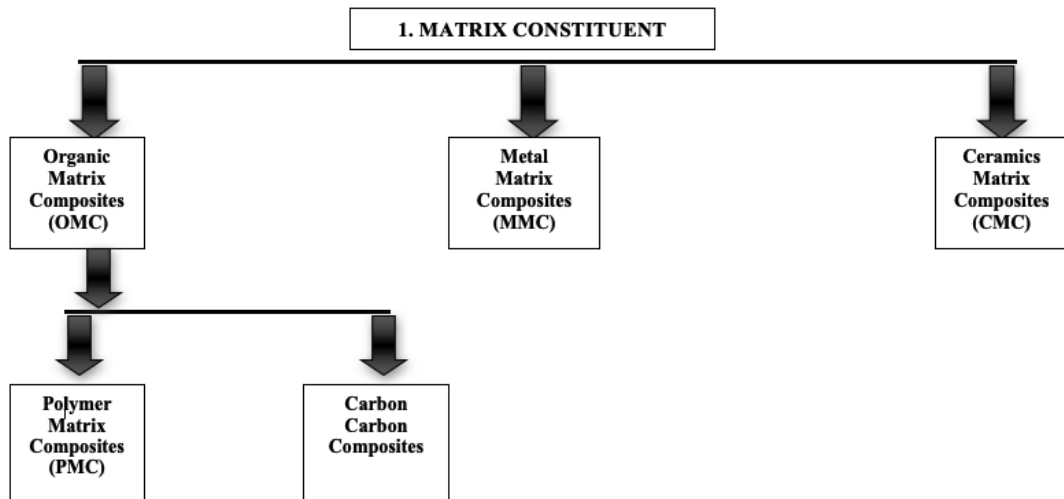 1. MATRIX CONSTITUENT
Organic
Matrix
Composites
(OMC)
Metal
Matrix
Composites
(MMC)
Ceramics
Matrix
Composites
(CMC)
Polymer
Matrix
Composites
(PMC)
Carbon
Carbon
Composites